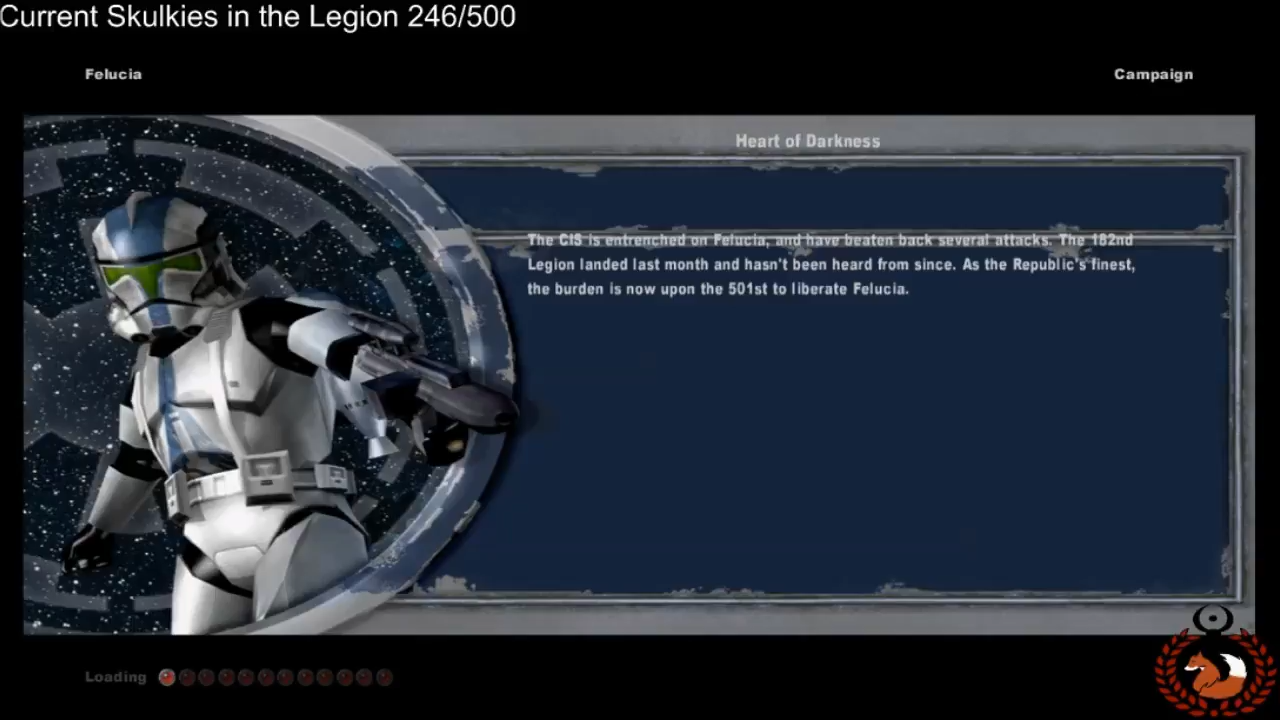 Current Skulkies in the Legion 246/500
Felucia
Campaign
Heart of Darkness
The CIS is entrenched on Felucia, and have beaten back several attacks. The 182nd
Legion landed last month and hasn't been heard from since. As the Republic's finest,
the burden is now upon the 501st to liberate Felucia.
Loading